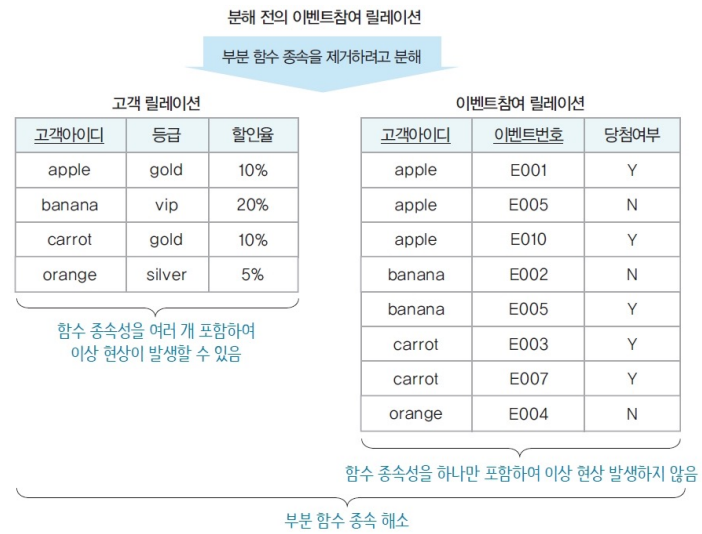 분해 전의 이벤트참여 릴레이션
부분 함수 종속을 제거하려고 분해
고객 릴레이션
고객아이디 등급 할인율
apple gold 10%
banana vip 20%
carrot gold 10%
orange silver 5%
함수 종속성을 여러 개 포함하여
이상 현상이 발생할 수 있음
이벤트참여 릴레이션
고객아이디 이벤트번호 당첨여부
apple E001 Y
apple E005 N
apple E010 Y
banana E002 N
banana E005 Y
carrot E003 Y
carrot E007 Y
orange E004 N
함수 종속성을 하나만 포함하여 이상 현상 발생하지 않음
부분 함수 종속 해소